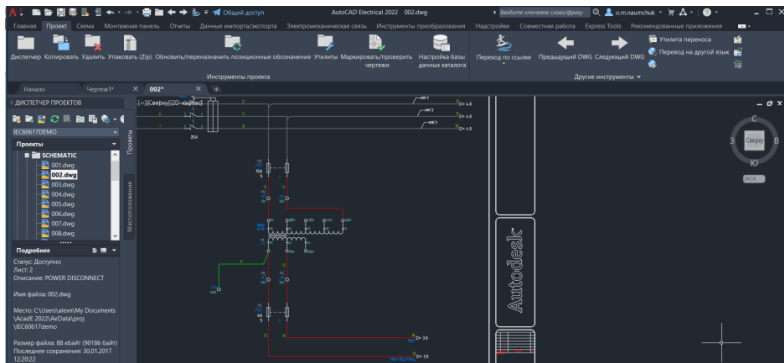 Общий доступ
AutoCAD Electrical 2022 002.dwg
Введите ключевое слово/фразу
o.m.naumchuk
Главная Проект Схема Монтажная панель Отчеты Данные импорта/экспорта Электромеханическая связь Инструменты преобразования Надстройки Совместная работа Express Tools Рекомендованные приложения
Диспетчер Копировать Удалить Упаковать (Zip) Обновить/переназначить позиционные обозначения Утилиты Маркировать/проверить чертежи Настройка базы данных каталога
Переход по ссылке Предыдущий DWG Следующий DWG
Утилита переноса
Перевод на другой язык
Инструменты проекта
Другие инструменты
Начало Чертеж1* 002*
ДИСПЕТЧЕР ПРОЕКТОВ
[−][Сверху][2D-каркас]
IEC60617DEMO
Проекты
SCHEMATIC
001.dwg
002.dwg
003.dwg
004.dwg
005.dwg
006.dwg
007.dwg
008.dwg
Проекты
Местоположение
Подробнее
Статус: Доступно
Лист: 2
Описание: POWER DISCONNECT
Имя файла: 002.dwg
Место: C:\Users\alexn\My Documents
\AcadE 2022\AeData\proj
\IEC60617demo
Размер файла: 88 кбайт (90186 байт)
Последнее сохранение: 30.01.2017
12:20:22
С
З Сверху В
Ю
МСК
Autodesk